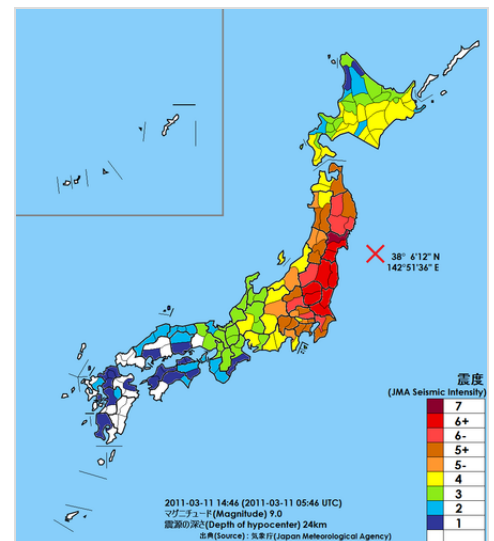 38° 6'12" N
142°51'36" E
震度
(JMA Seismic Intensity)
7
6+
6-
5+
5-
4
3
2
1
2011-03-11 14:46 (2011-03-11 05:46 UTC)
マグニチュード(Magnitude) 9.0
震源の深さ(Depth of hypocenter) 24km
出典(Source) : 気象庁(Japan Meteorological Agency)